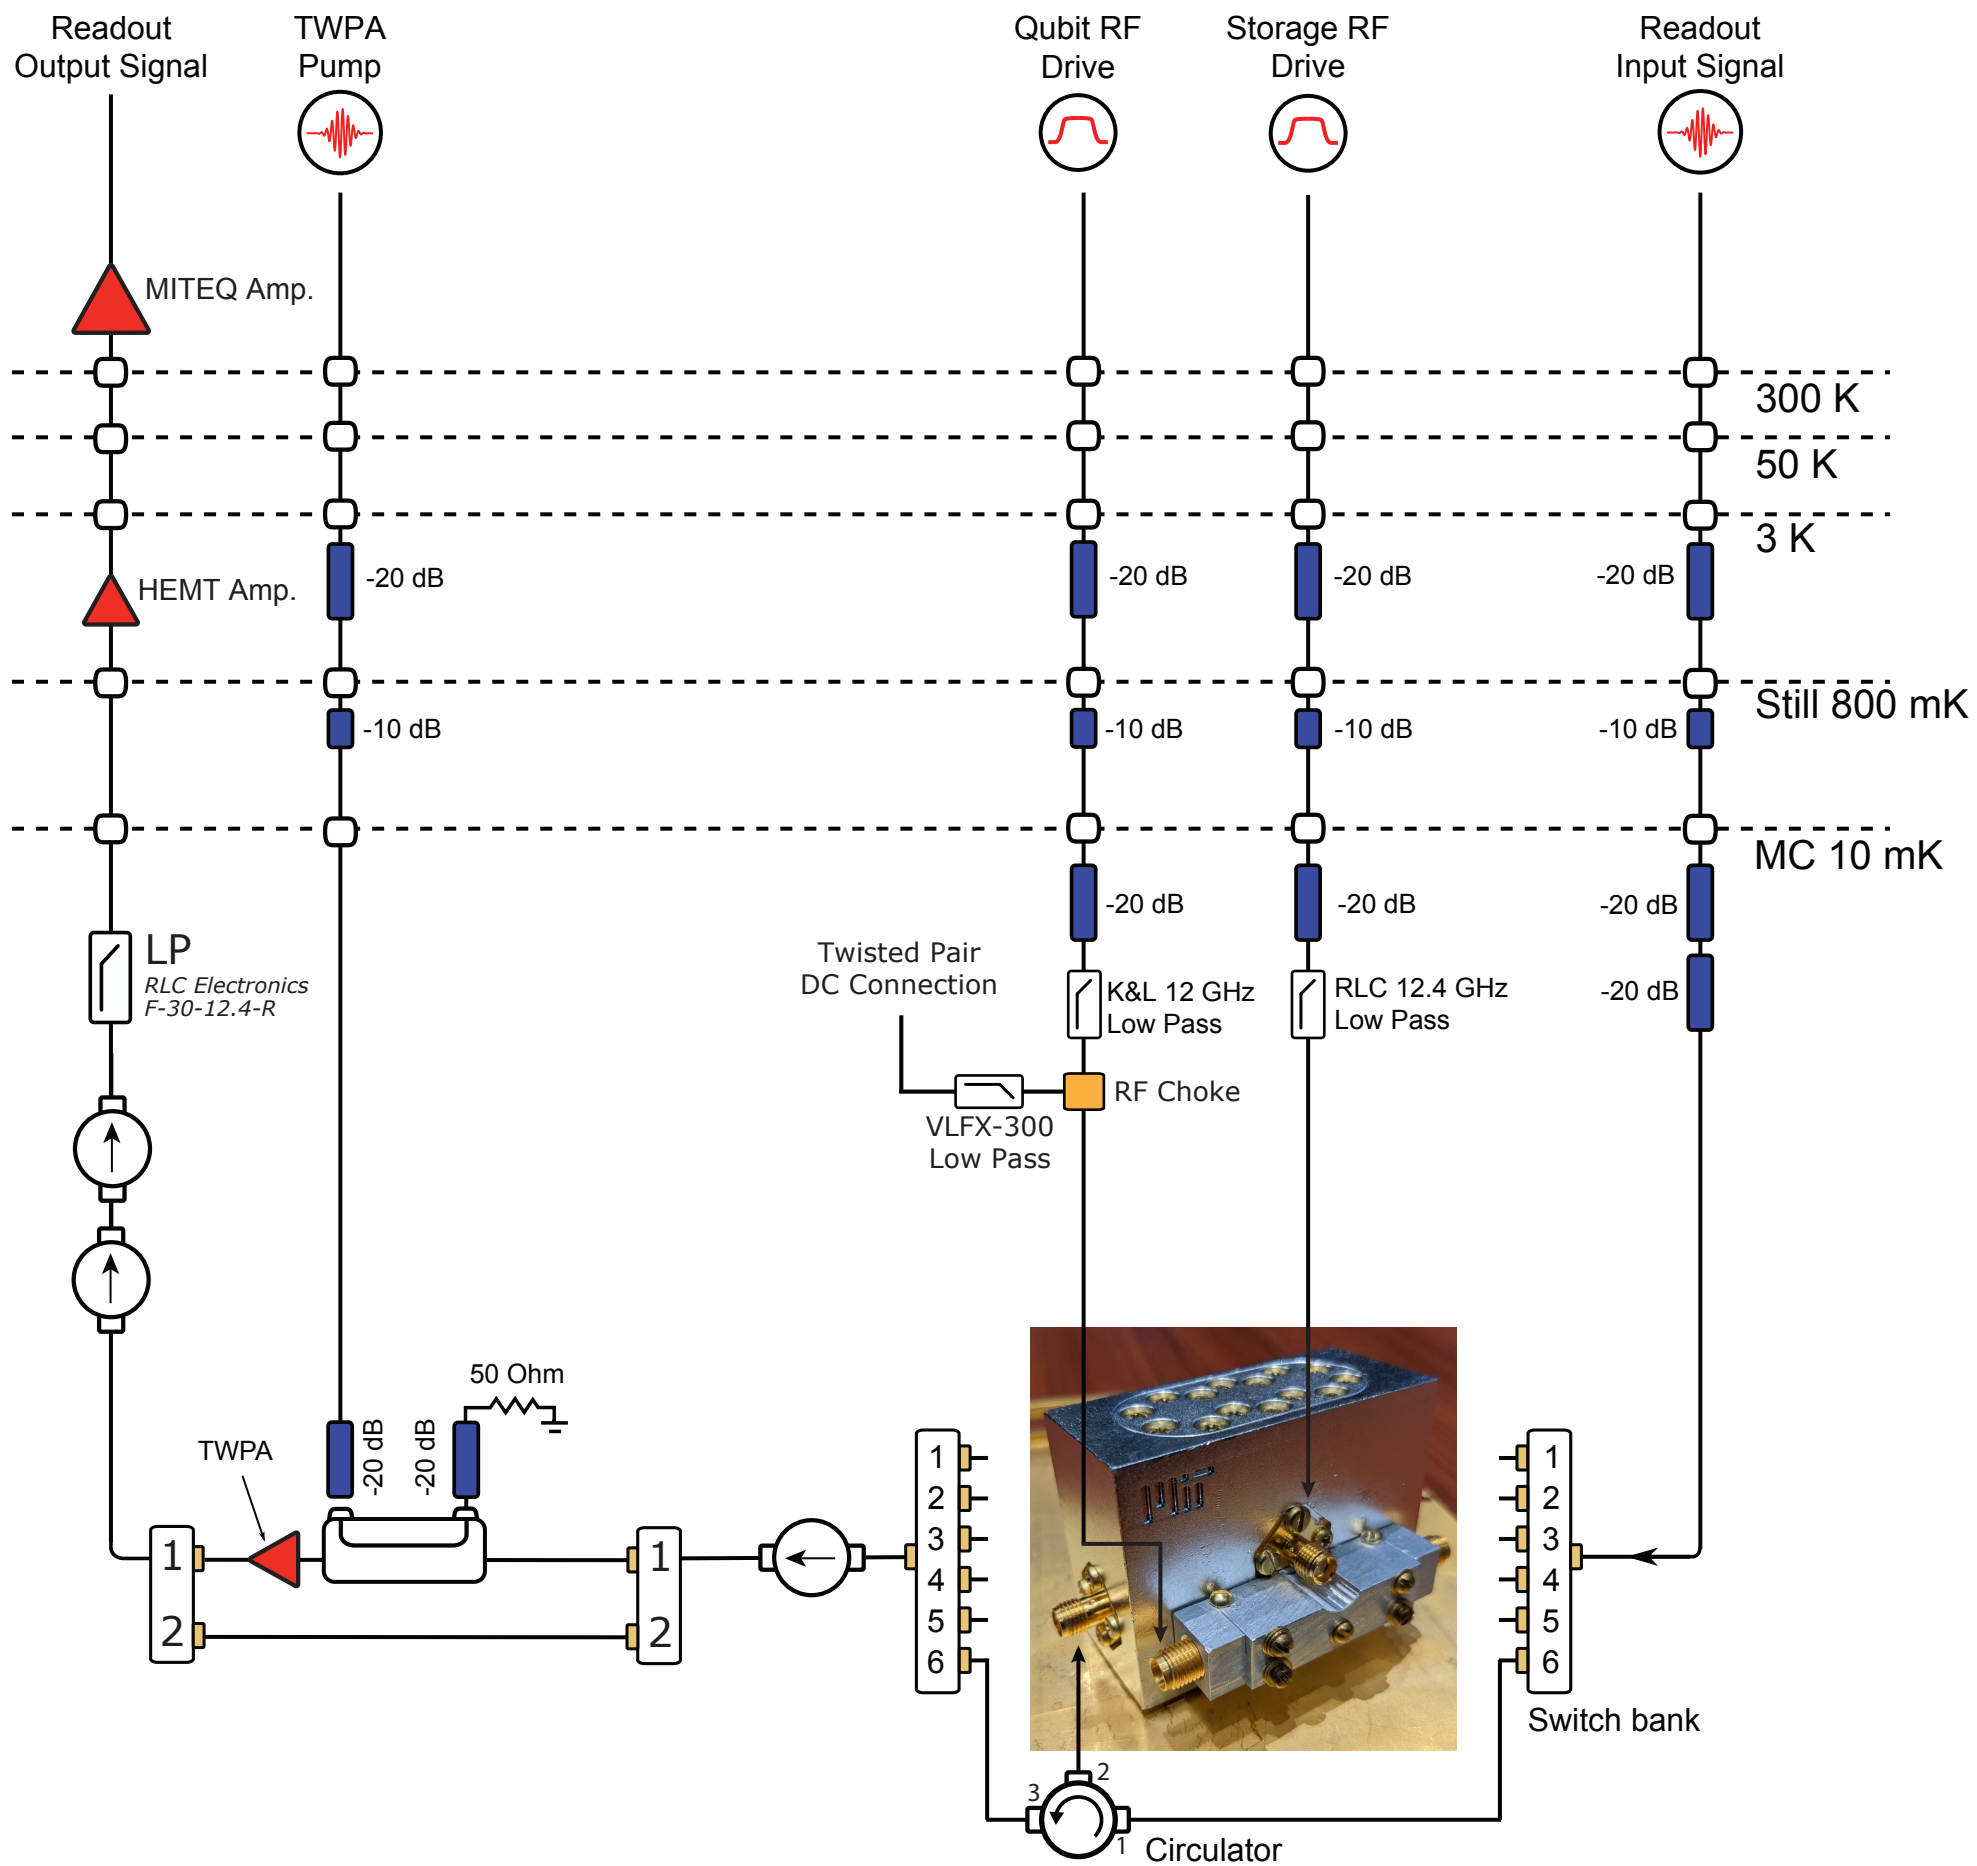 Readout
Output Signal
TWPA
Pump
Qubit RF
Drive
Storage RF
Drive
Readout
Input Signal
MITEQ Amp.
300 K
50 K
3 K
HEMT Amp.
-20 dB
-20 dB
-20 dB
-20 dB
Still 800 mK
-10 dB
-10 dB
-10 dB
-10 dB
MC 10 mK
-20 dB
-20 dB
-20 dB
LP
RLC Electronics
F-30-12.4-R
Twisted Pair
DC Connection
K&L 12 GHz
Low Pass
RLC 12.4 GHz
Low Pass
-20 dB
RF Choke
VLFX-300
Low Pass
50 Ohm
-20 dB
-20 dB
TWPA
1
2
1
2
1
2
3
4
5
6
1
2
3
4
5
6
Switch bank
3
2
1
Circulator